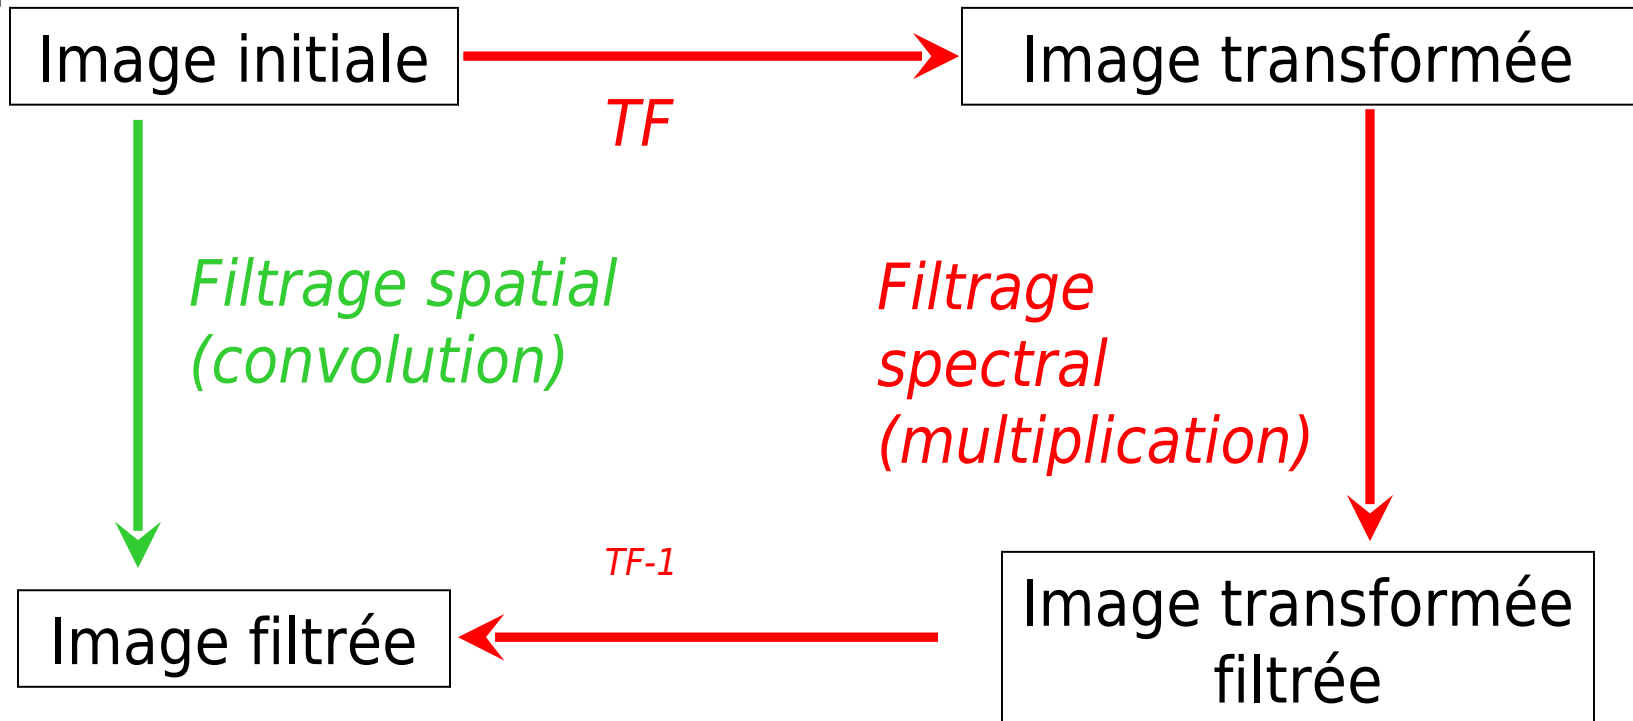 Image initiale
Image transformée
TF
Filtrage spatial
(convolution)
Filtrage
spectral
(multiplication)
TF-1
Image filtrée
Image transformée
filtrée